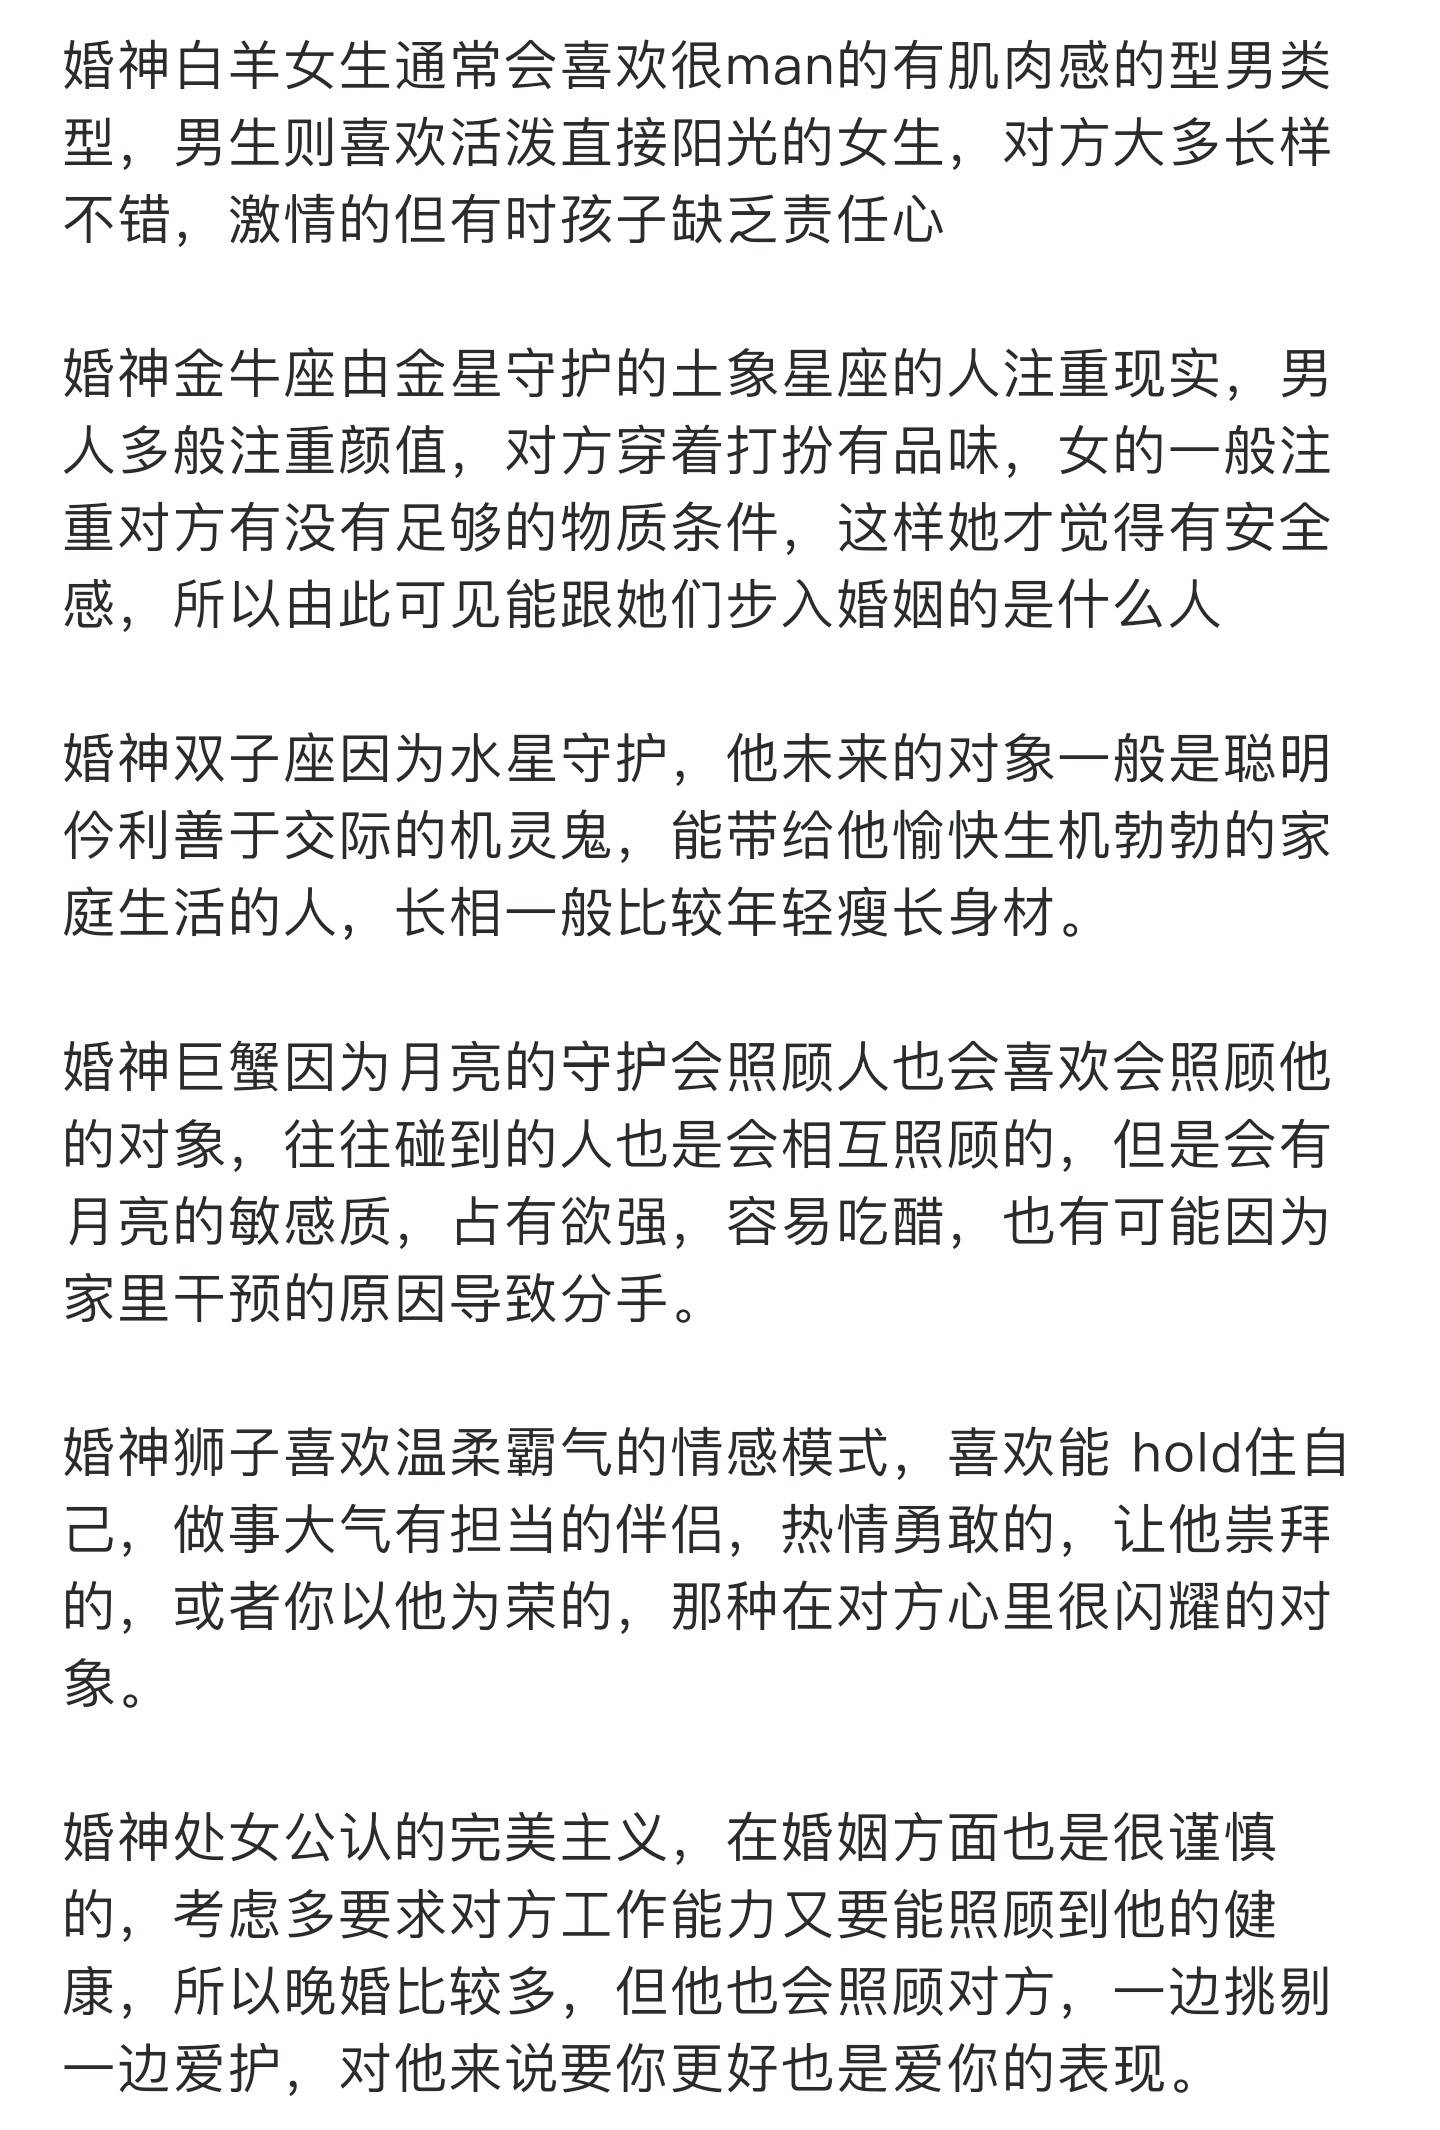 婚神白羊女生通常会喜欢很man的有肌肉感的型男类
型，男生则喜欢活泼直接阳光的女生，对方大多长样
不错，激情的但有时孩子缺乏责任心
婚神金牛座由金星守护的土象星座的人注重现实，男
人多般注重颜值，对方穿着打扮有品味，女的一般注
重对方有没有足够的物质条件，这样她才觉得有安全
感，所以由此可见能跟她们步入婚姻的是什么人
婚神双子座因为水星守护，他未来的对象一般是聪明
伶利善于交际的机灵鬼，能带给他愉快生机勃勃的家
庭生活的人，长相一般比较年轻瘦长身材。
婚神巨蟹因为月亮的守护会照顾人也会喜欢会照顾他
的对象，往往碰到的人也是会相互照顾的，但是会有
月亮的敏感质，占有欲强，容易吃醋，也有可能因为
家里干预的原因导致分手。
婚神狮子喜欢温柔霸气的情感模式，喜欢能 hold住自
己，做事大气有担当的伴侣，热情勇敢的，让他崇拜
的，或者你以他为荣的，那种在对方心里很闪耀的对
象。
婚神处女公认的完美主义，在婚姻方面也是很谨慎
的，考虑多要求对方工作能力又要能照顾到他的健
康，所以晚婚比较多，但他也会照顾对方，一边挑剔
一边爱护，对他来说要你更好也是爱你的表现。